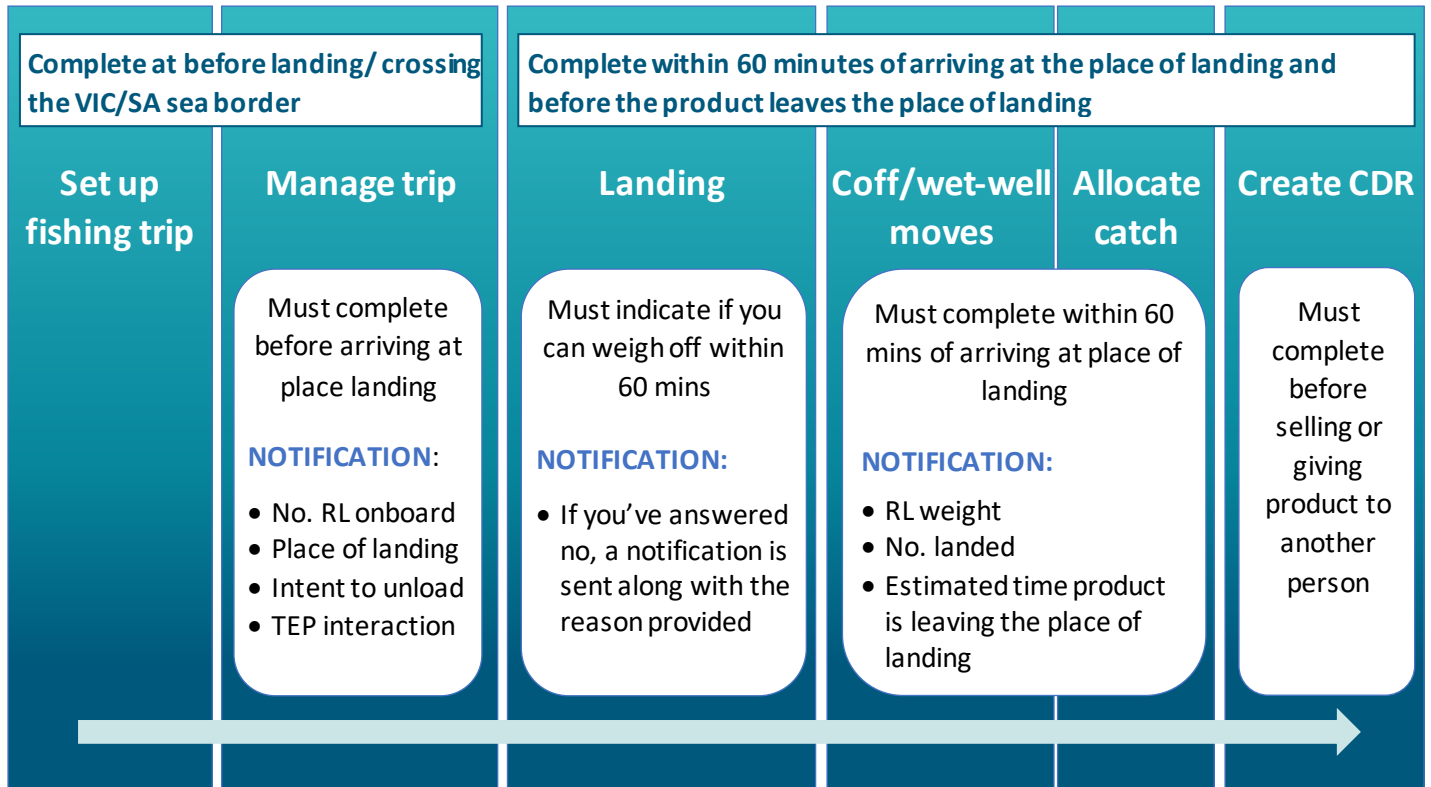 Complete at before landing/ crossing
the VIC/SA sea border
Complete within 60 minutes of arriving at the place of landing and
before the product leaves the place of landing
Set up
fishing trip
Manage trip
Must complete
before arriving at
place landing
NOTIFICATION:
• No. RL onboard
• Place of landing
• Intent to unload
• TEP interaction
Landing
Must indicate if you
can weigh off within
60 mins
NOTIFICATION:
• If you’ve answered
no, a notification is
sent along with the
reason provided
Coff/wet-well
moves
Allocate
catch
Must complete within 60
mins of arriving at place of
landing
NOTIFICATION:
• RL weight
• No. landed
• Estimated time product
is leaving the place of
landing
Create CDR
Must
complete
before
selling or
giving
product to
another
person